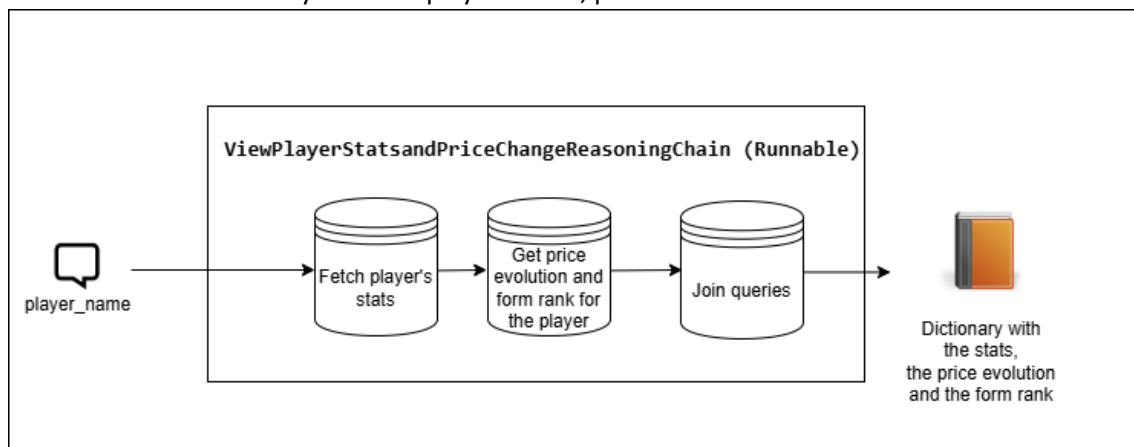 ViewPlayerStatsandPriceChangeReasoningChain (Runnable)
player_name
Fetch player's
stats
Get price
evolution and
form rank for
the player
Join queries
Dictionary with
the stats,
the price evolution
and the form rank